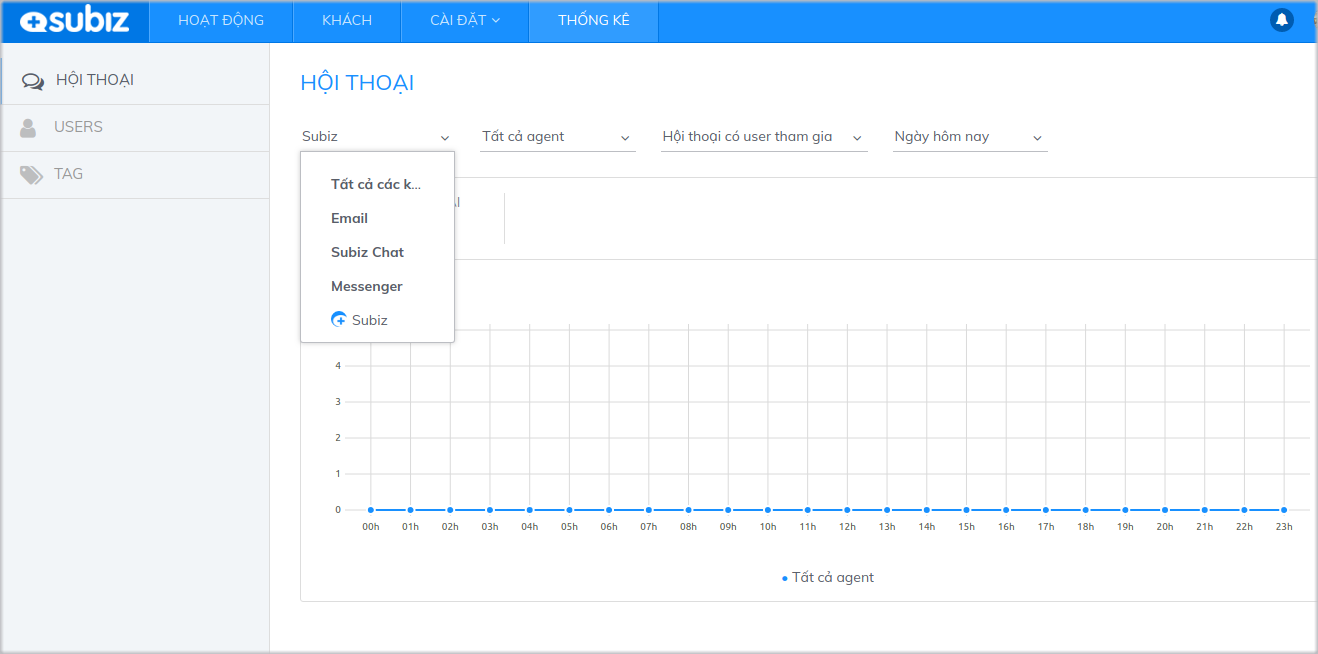 subiz
HOẠT ĐỘNG
KHÁCH
CÀI ĐẶT
THỐNG KÊ
HỘI THOẠI
USERS
TAG
HỘI THOẠI
Subiz
Tất cả agent
Hội thoại có user tham gia
Ngày hôm nay
Tất cả các k...
Email
Subiz Chat
Messenger
Subiz
4
3
2
1
0
00h 01h 02h 03h 04h 05h 06h 07h 08h 09h 10h 11h 12h 13h 14h 15h 16h 17h 18h 19h 20h 21h 22h 23h
Tất cả agent